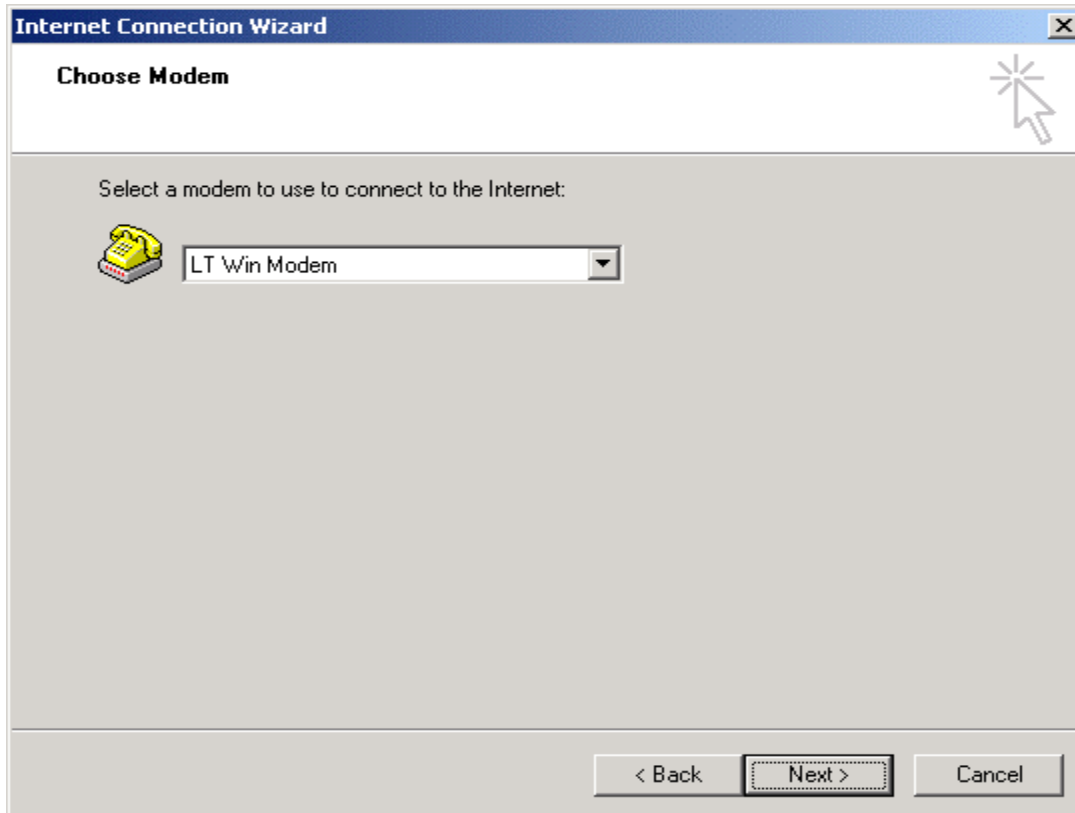 Internet Connection Wizard
Choose Modem
Select a modem to use to connect to the Internet:
LT Win Modem
< Back Next > Cancel